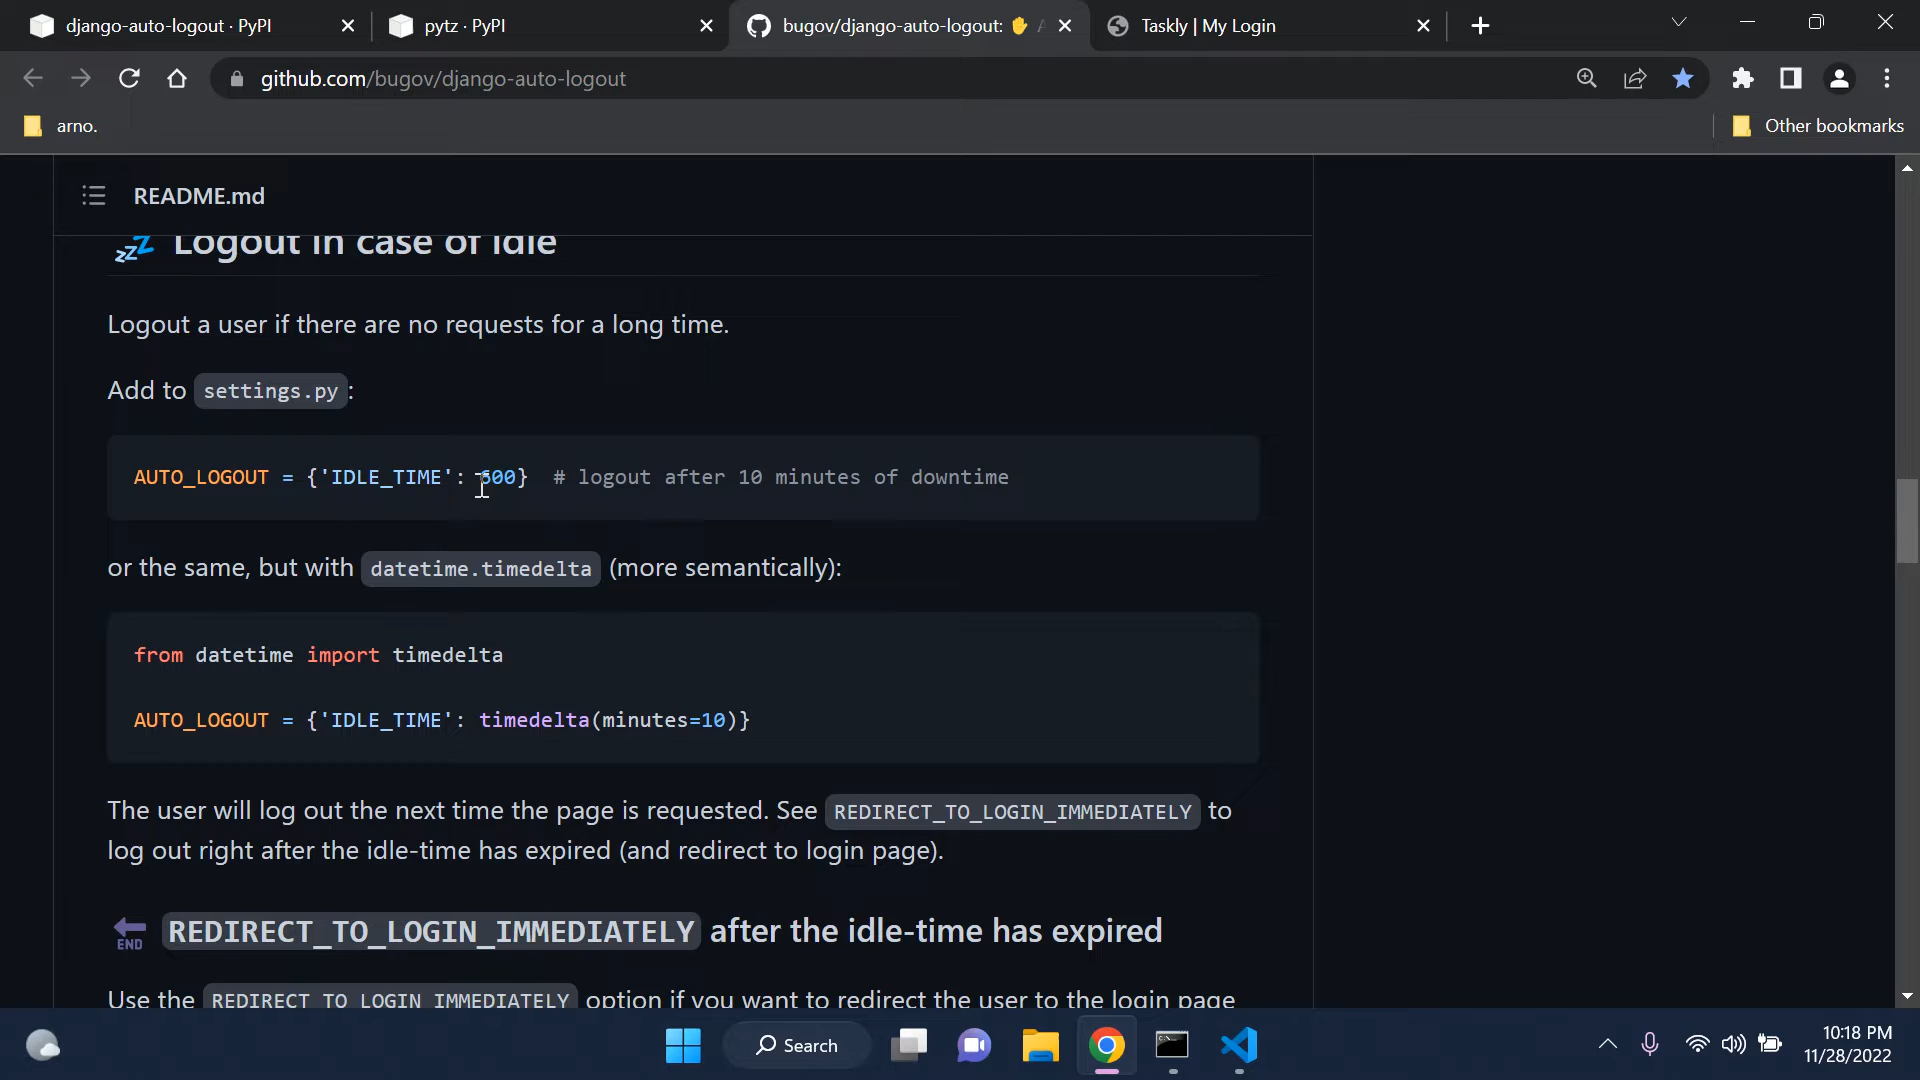 django-auto-logout · PyPI
pytz · PyPI
bugov/django-auto-logout: ✋ A
Taskly | My Login
github.com/bugov/django-auto-logout
arno.
Other bookmarks
README.md
💤 Logout in case of idle
Logout a user if there are no requests for a long time.
Add to settings.py:
AUTO_LOGOUT = {'IDLE_TIME': 600}  # logout after 10 minutes of downtime
or the same, but with datetime.timedelta (more semantically):
from datetime import timedelta
AUTO_LOGOUT = {'IDLE_TIME': timedelta(minutes=10)}
The user will log out the next time the page is requested. See REDIRECT_TO_LOGIN_IMMEDIATELY to
log out right after the idle-time has expired (and redirect to login page).
🔚 REDIRECT_TO_LOGIN_IMMEDIATELY after the idle-time has expired
Use the REDIRECT_TO_LOGIN_IMMEDIATELY option if you want to redirect the user to the login page
Search
10:18 PM
11/28/2022